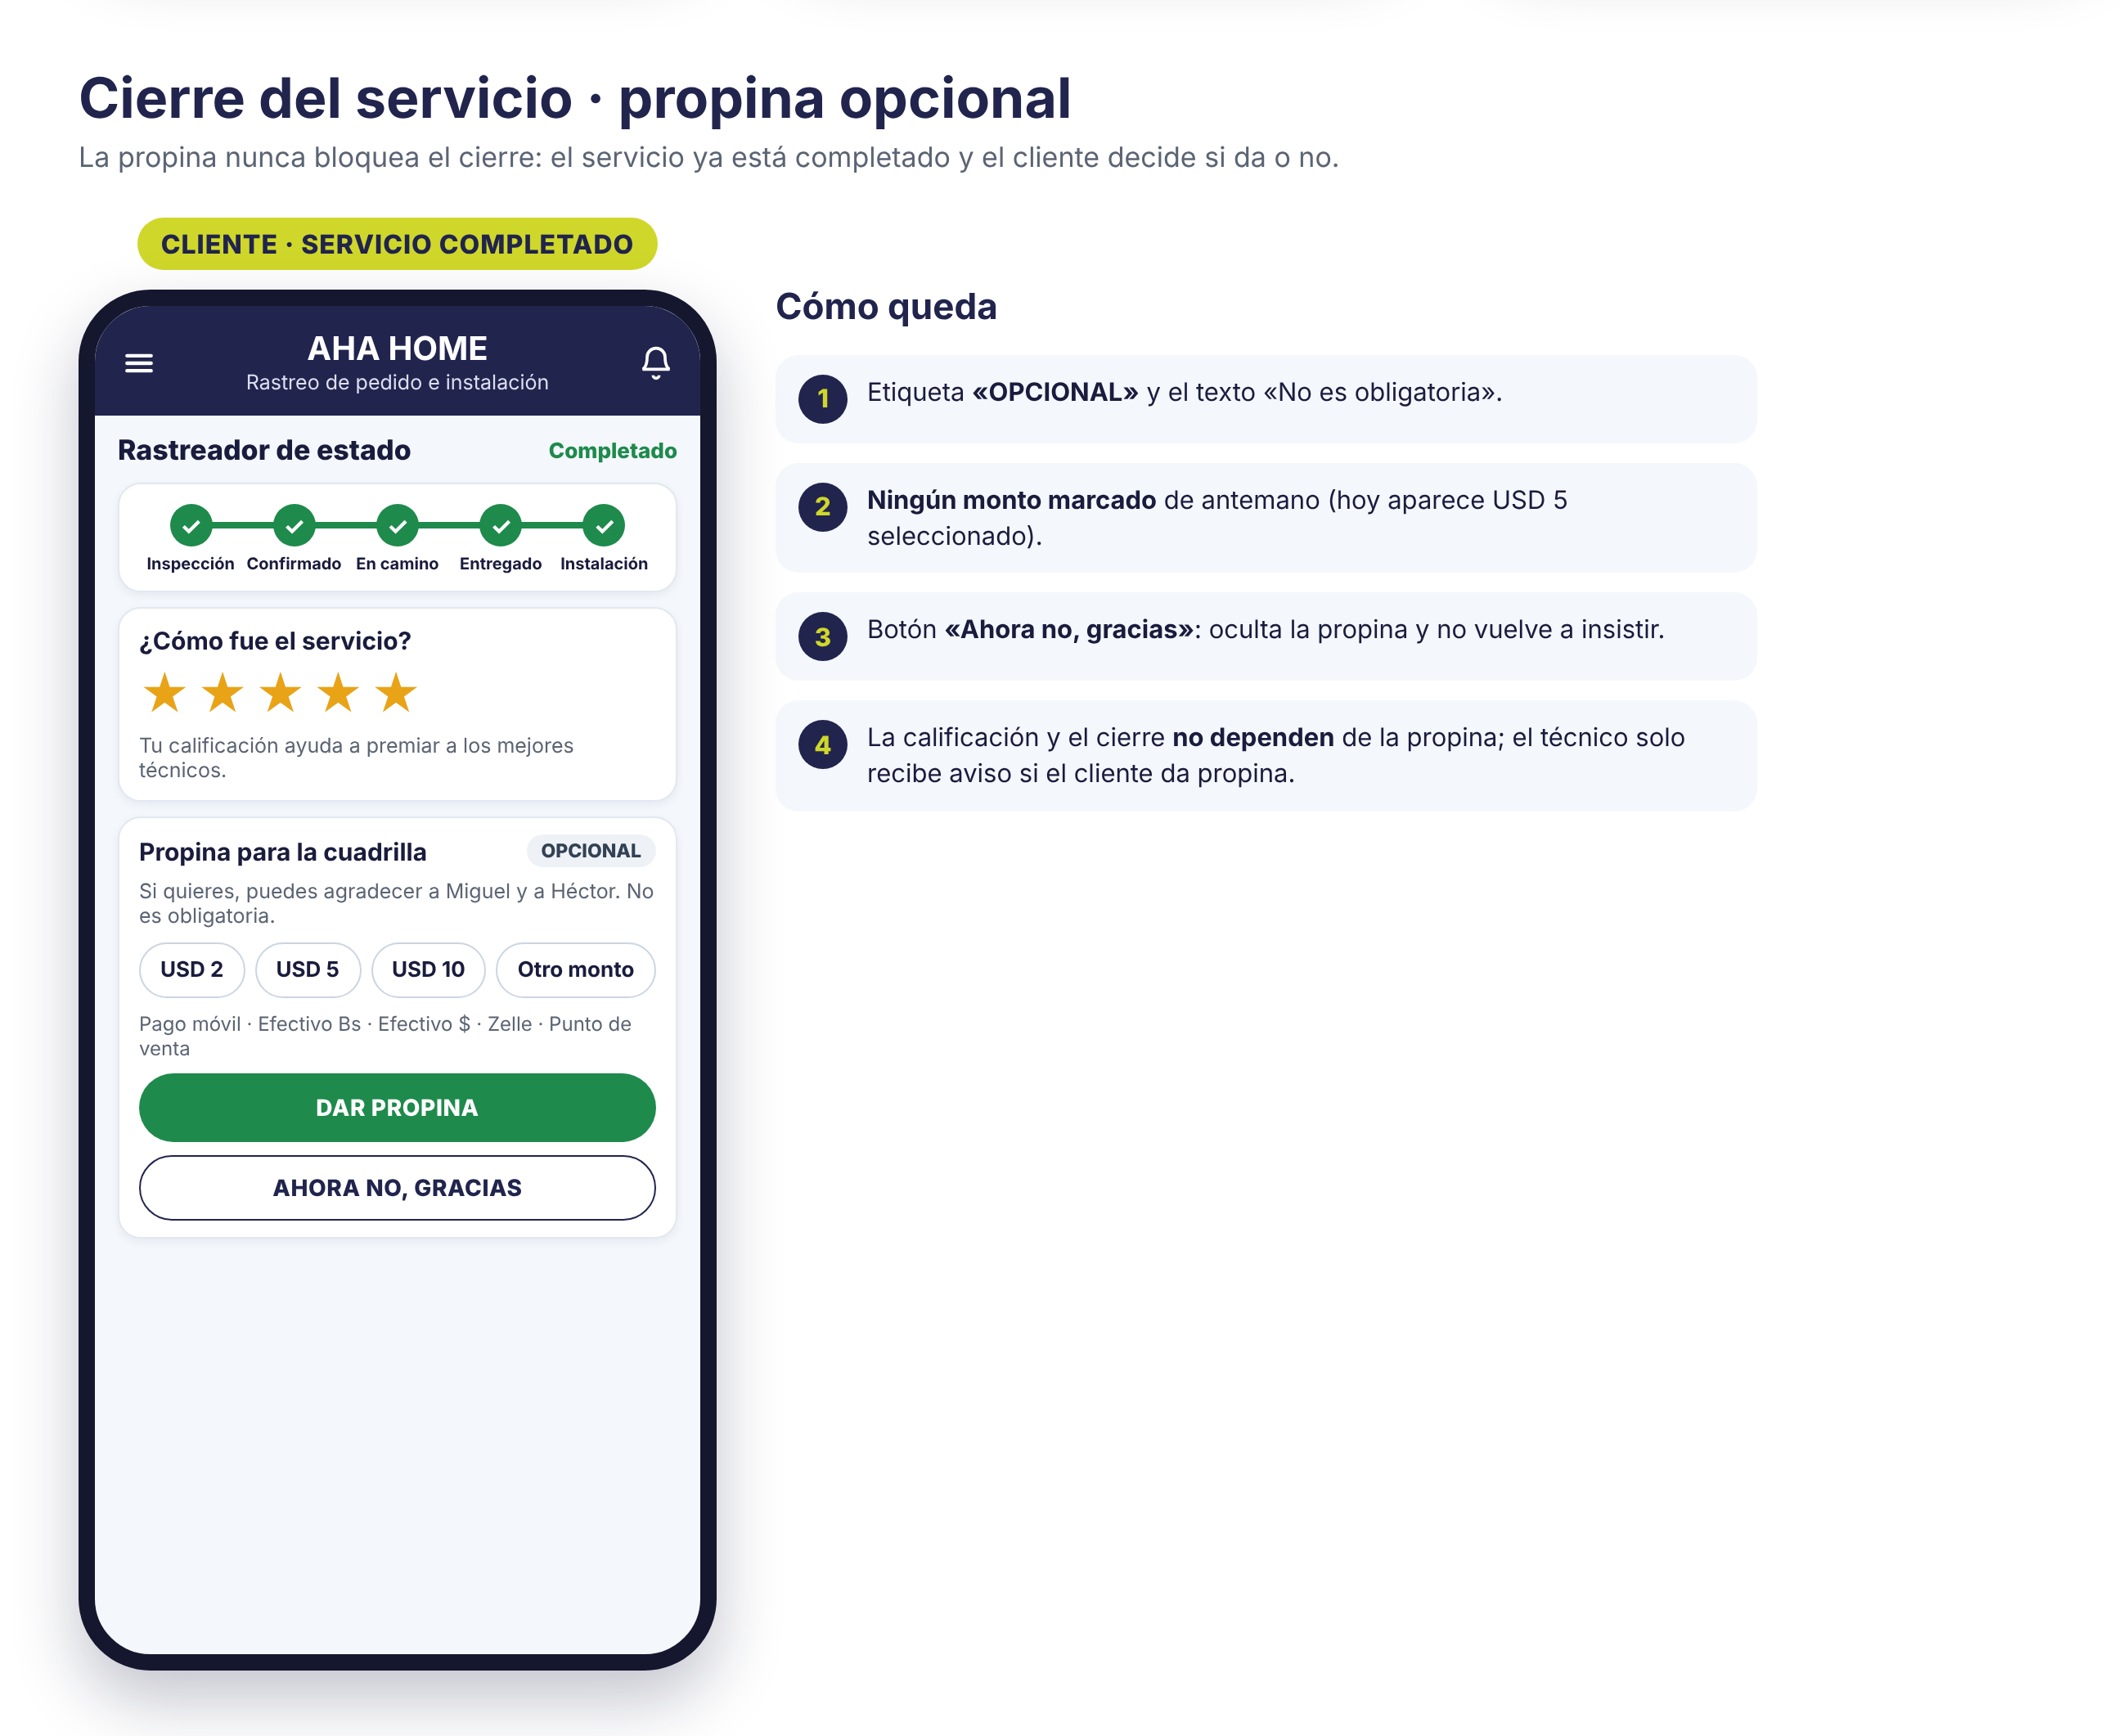 Cierre del servicio · propina opcional
La propina nunca bloquea el cierre: el servicio ya está completado y el cliente decide si da o no.
CLIENTE · SERVICIO COMPLETADO
AHA HOME
Rastreo de pedido e instalación
Rastreador de estado
Completado
Inspección
Confirmado
En camino
Entregado
Instalación
¿Cómo fue el servicio?
Tu calificación ayuda a premiar a los mejores
técnicos.
Propina para la cuadrilla
OPCIONAL
Si quieres, puedes agradecer a Miguel y a Héctor. No
es obligatoria.
USD 2
USD 5
USD 10
Otro monto
Pago móvil · Efectivo Bs · Efectivo $ · Zelle · Punto de
venta
DAR PROPINA
AHORA NO, GRACIAS
Cómo queda
1
Etiqueta «OPCIONAL» y el texto «No es obligatoria».
2
Ningún monto marcado de antemano (hoy aparece USD 5
seleccionado).
3
Botón «Ahora no, gracias»: oculta la propina y no vuelve a insistir.
4
La calificación y el cierre no dependen de la propina; el técnico solo
recibe aviso si el cliente da propina.